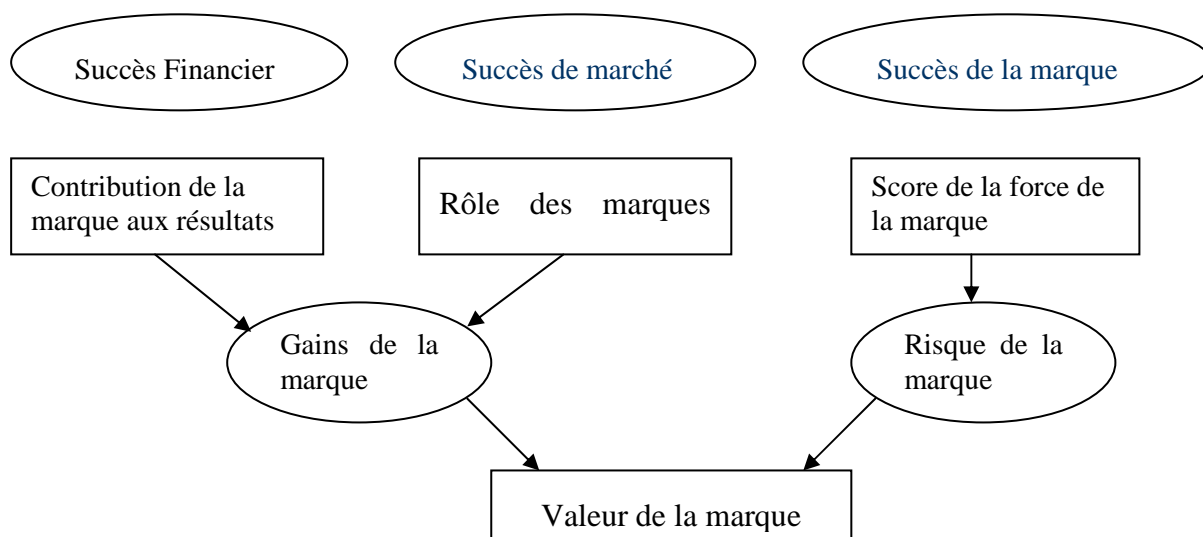 Succès Financier
Succès de marché
Succès de la marque
Contribution de la
marque aux résultats
Rôle des marques
Score de la force de
la marque
Gains de la
marque
Risque de la
marque
Valeur de la marque